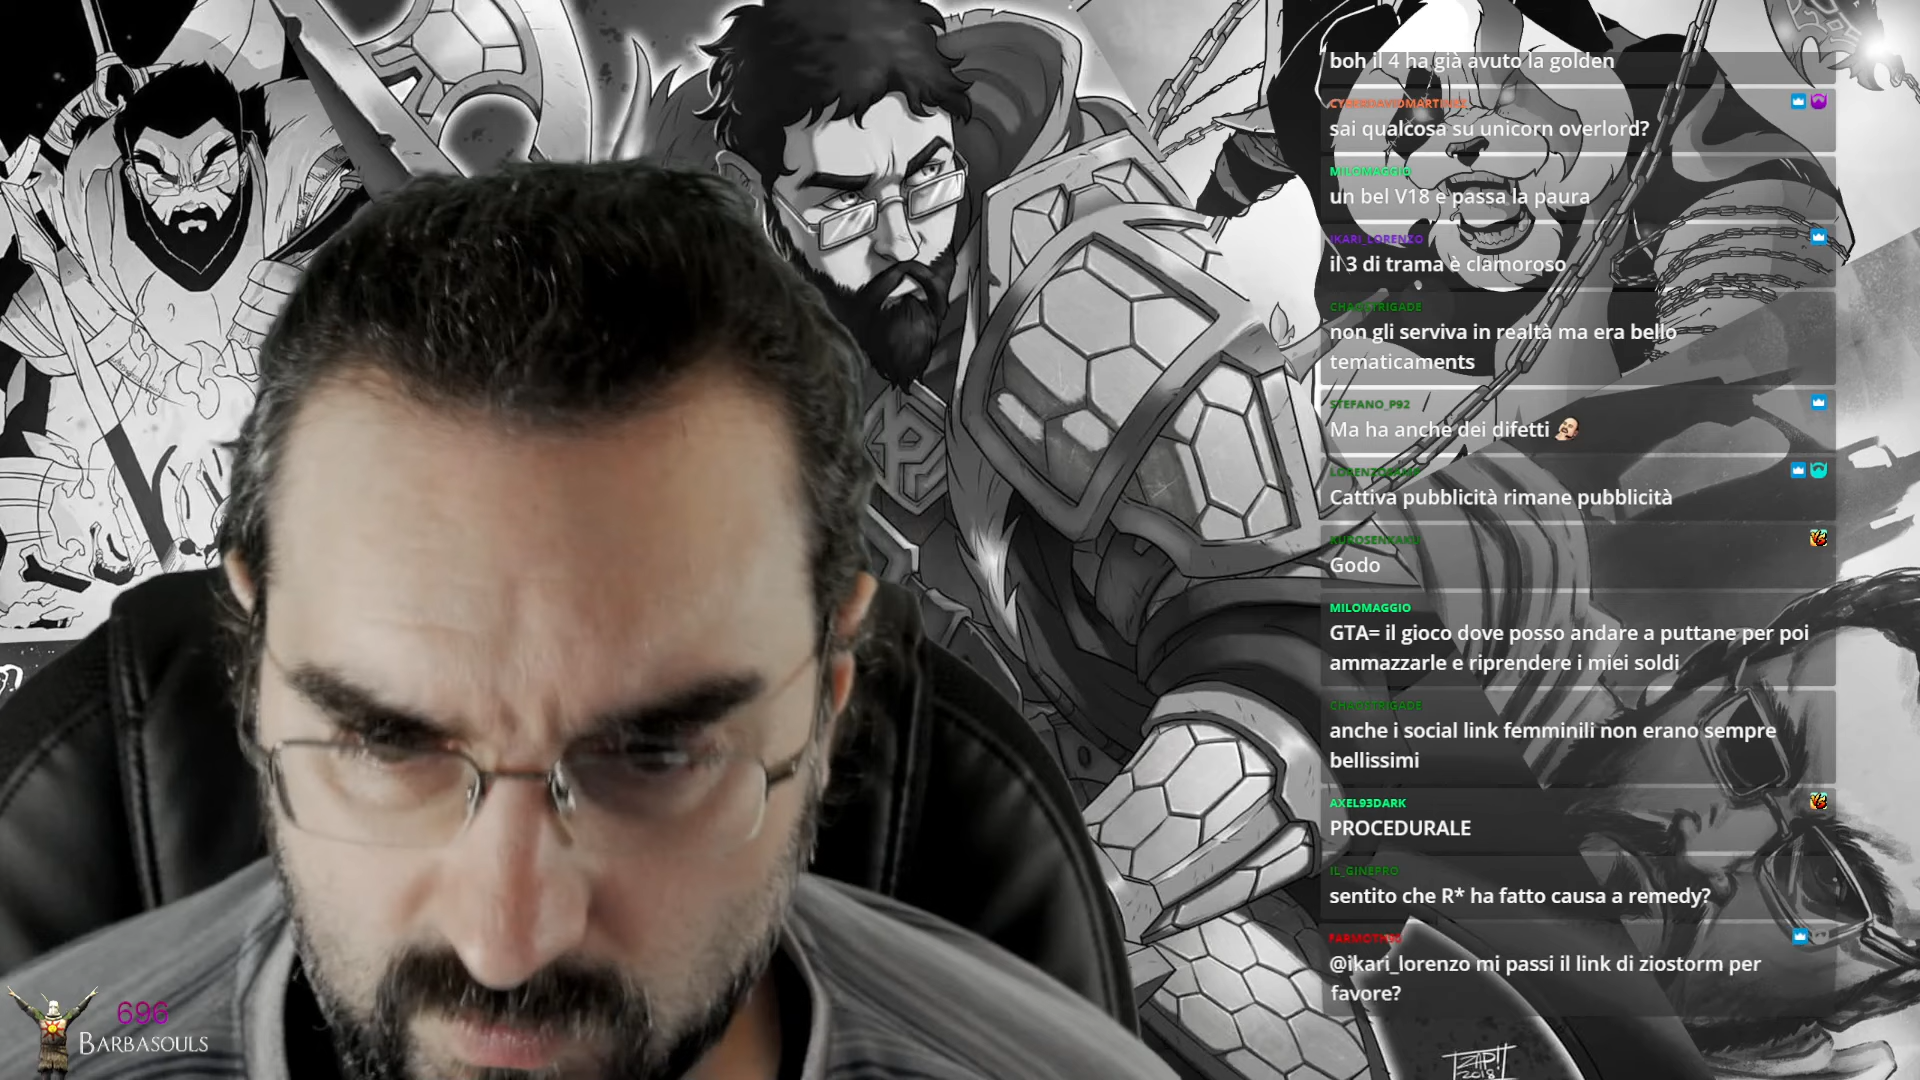 boh il 4 ha già avuto la golden
sai qualcosa su unicorn overlord?
MILOMAGGIO
un bel V18 e passa la paura
IKARI_LORENZO
il 3 di trama è clamoroso
CHAOSTRIGADE
non gli serviva in realtà ma era bello
tematicaments
STEFANO_P92
Ma ha anche dei difetti
Cattiva pubblicità rimane pubblicità
Godo
MILOMAGGIO
GTA= il gioco dove posso andare a puttane per poi
ammazzarle e riprendere i miei soldi
CHAOSTRIGADE
anche i social link femminili non erano sempre
bellissimi
AXEL93DARK
PROCEDURALE
IL_GINEPRO
sentito che R* ha fatto causa a remedy?
@ikari_lorenzo mi passi il link di ziostorm per
favore?
696
BARBASOULS
2018